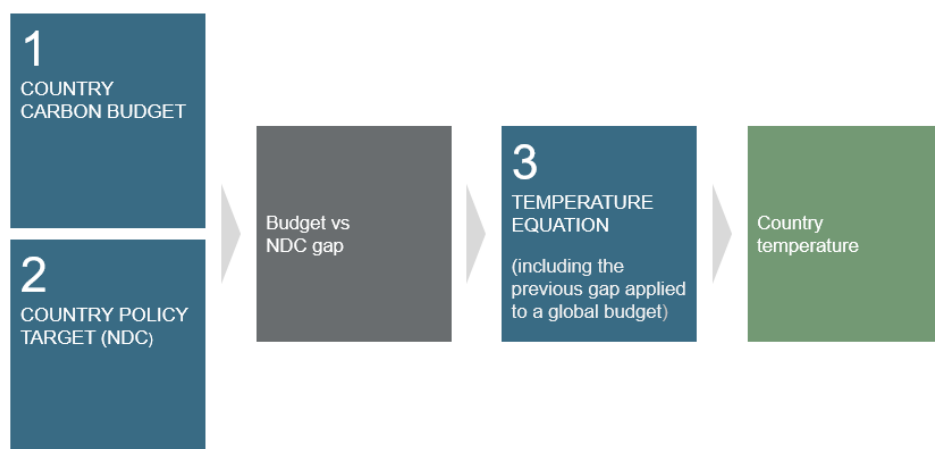 1
COUNTRY
CARBON BUDGET
2
COUNTRY POLICY
TARGET (NDC)
Budget vs
NDC gap
3
TEMPERATURE
EQUATION
(including the
previous gap applied
to a global budget)
Country
temperature